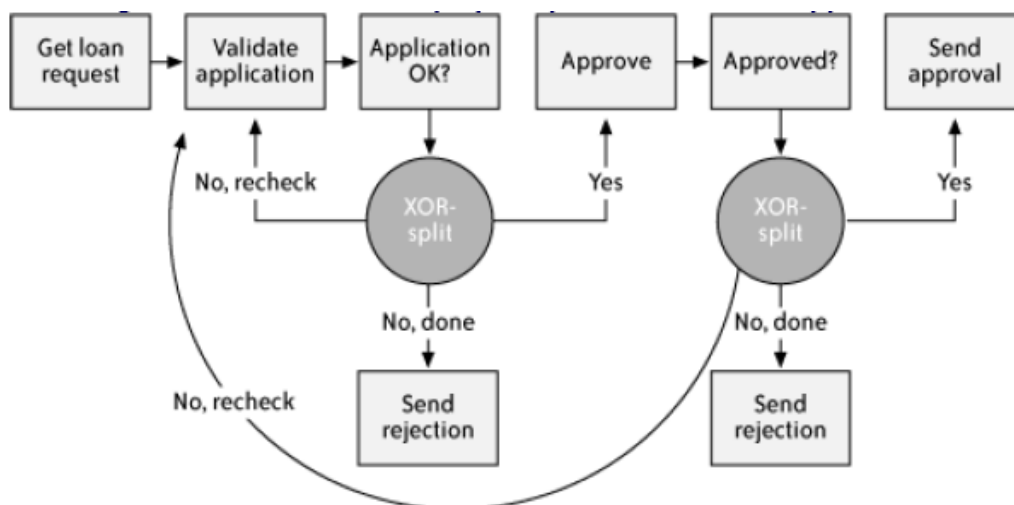 Get loan
request
Validate
application
Application
OK?
Approve
Approved?
Send
approval
No, recheck
XOR-
split
Yes
XOR-
split
Yes
No, done
No, done
No, recheck
Send
rejection
Send
rejection